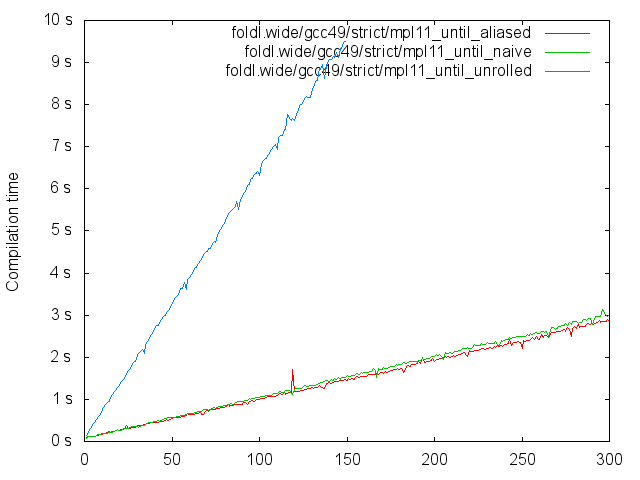 10 s
9 s
8 s
7 s
6 s
5 s
4 s
3 s
2 s
1 s
0 s
0 50 100 150 200 250 300
Compilation time
foldl.wide/gcc49/strict/mpl11_until_aliased
foldl.wide/gcc49/strict/mpl11_until_naive
foldl.wide/gcc49/strict/mpl11_until_unrolled